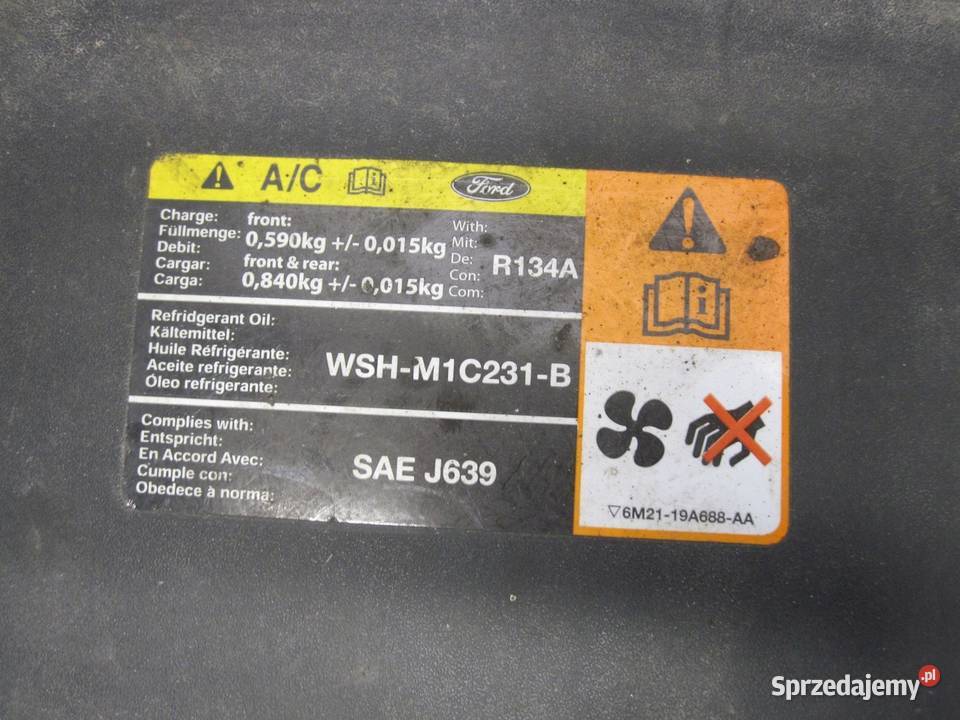 A/C
Ford
Charge:
Füllmenge:
Debit:
Cargar:
Carga:
front:
0,590kg +/- 0,015kg
front & rear:
0,840kg +/- 0,015kg
With:
Mit:
De:
Con:
Com:
R134A
Refridgerant Oil:
Kältemittel:
Huile Réfrigérante:
Aceite refrigerante:
Óleo refrigerante:
WSH-M1C231-B
Complies with:
Entspricht:
En Accord Avec:
Cumple con:
Obedece à norma:
SAE J639
6M21-19A688-AA
Sprzedajemy.pl